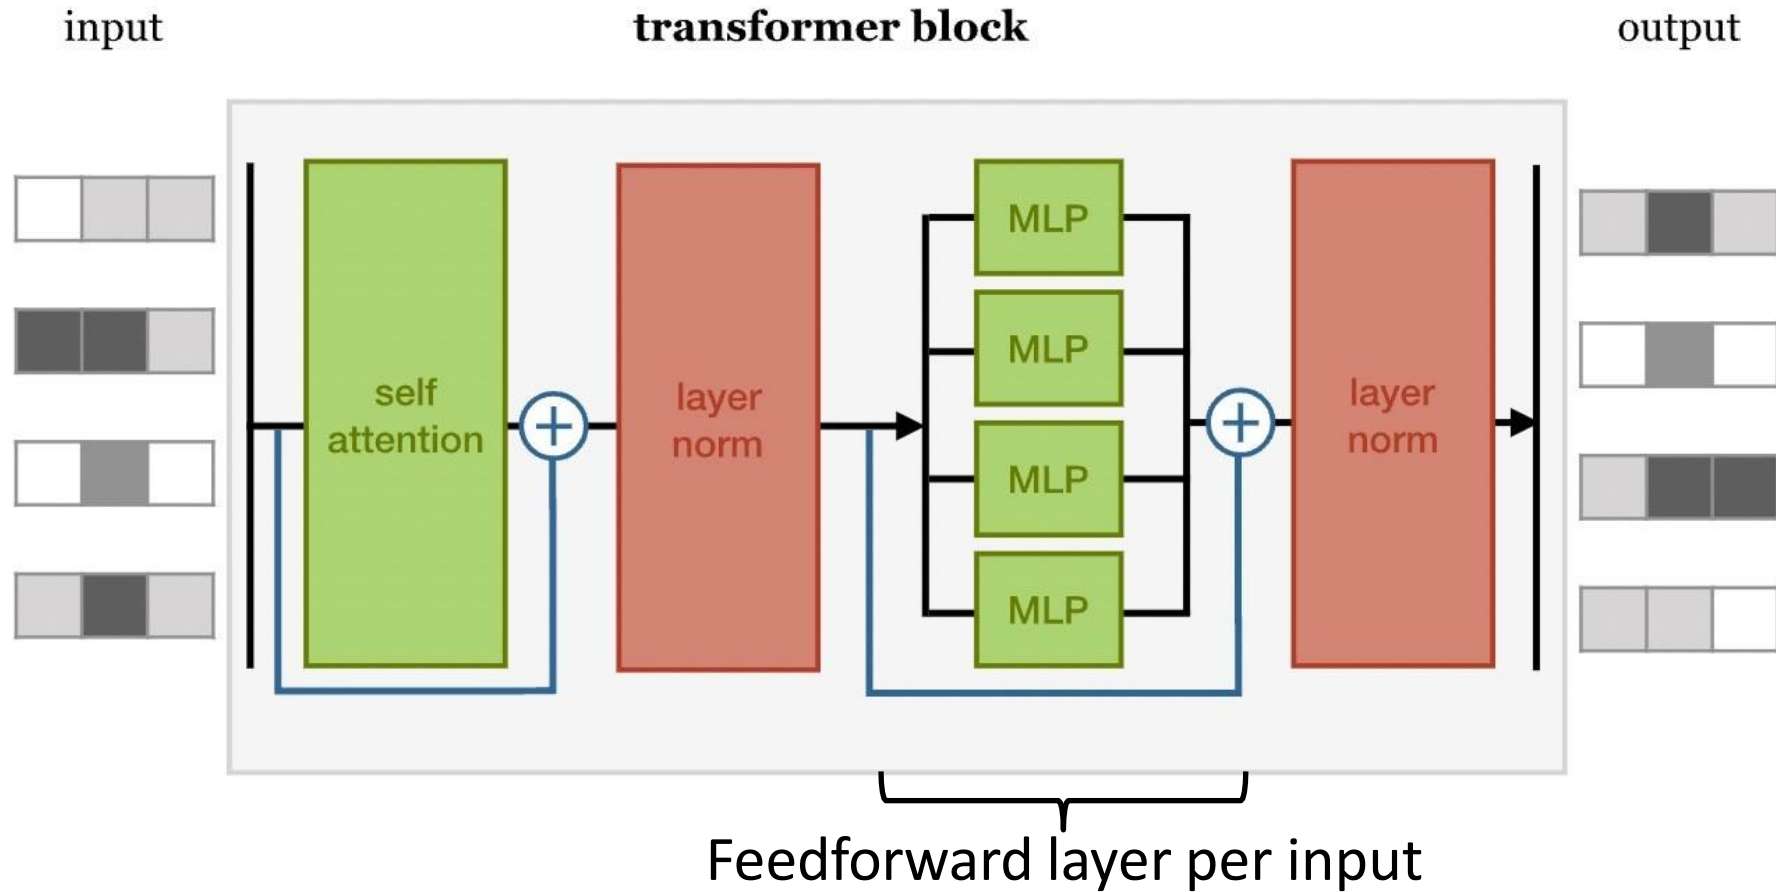 input
transformer block
output
self
attention
layer
norm
MLP
MLP
MLP
MLP
layer
norm
Feedforward layer per input